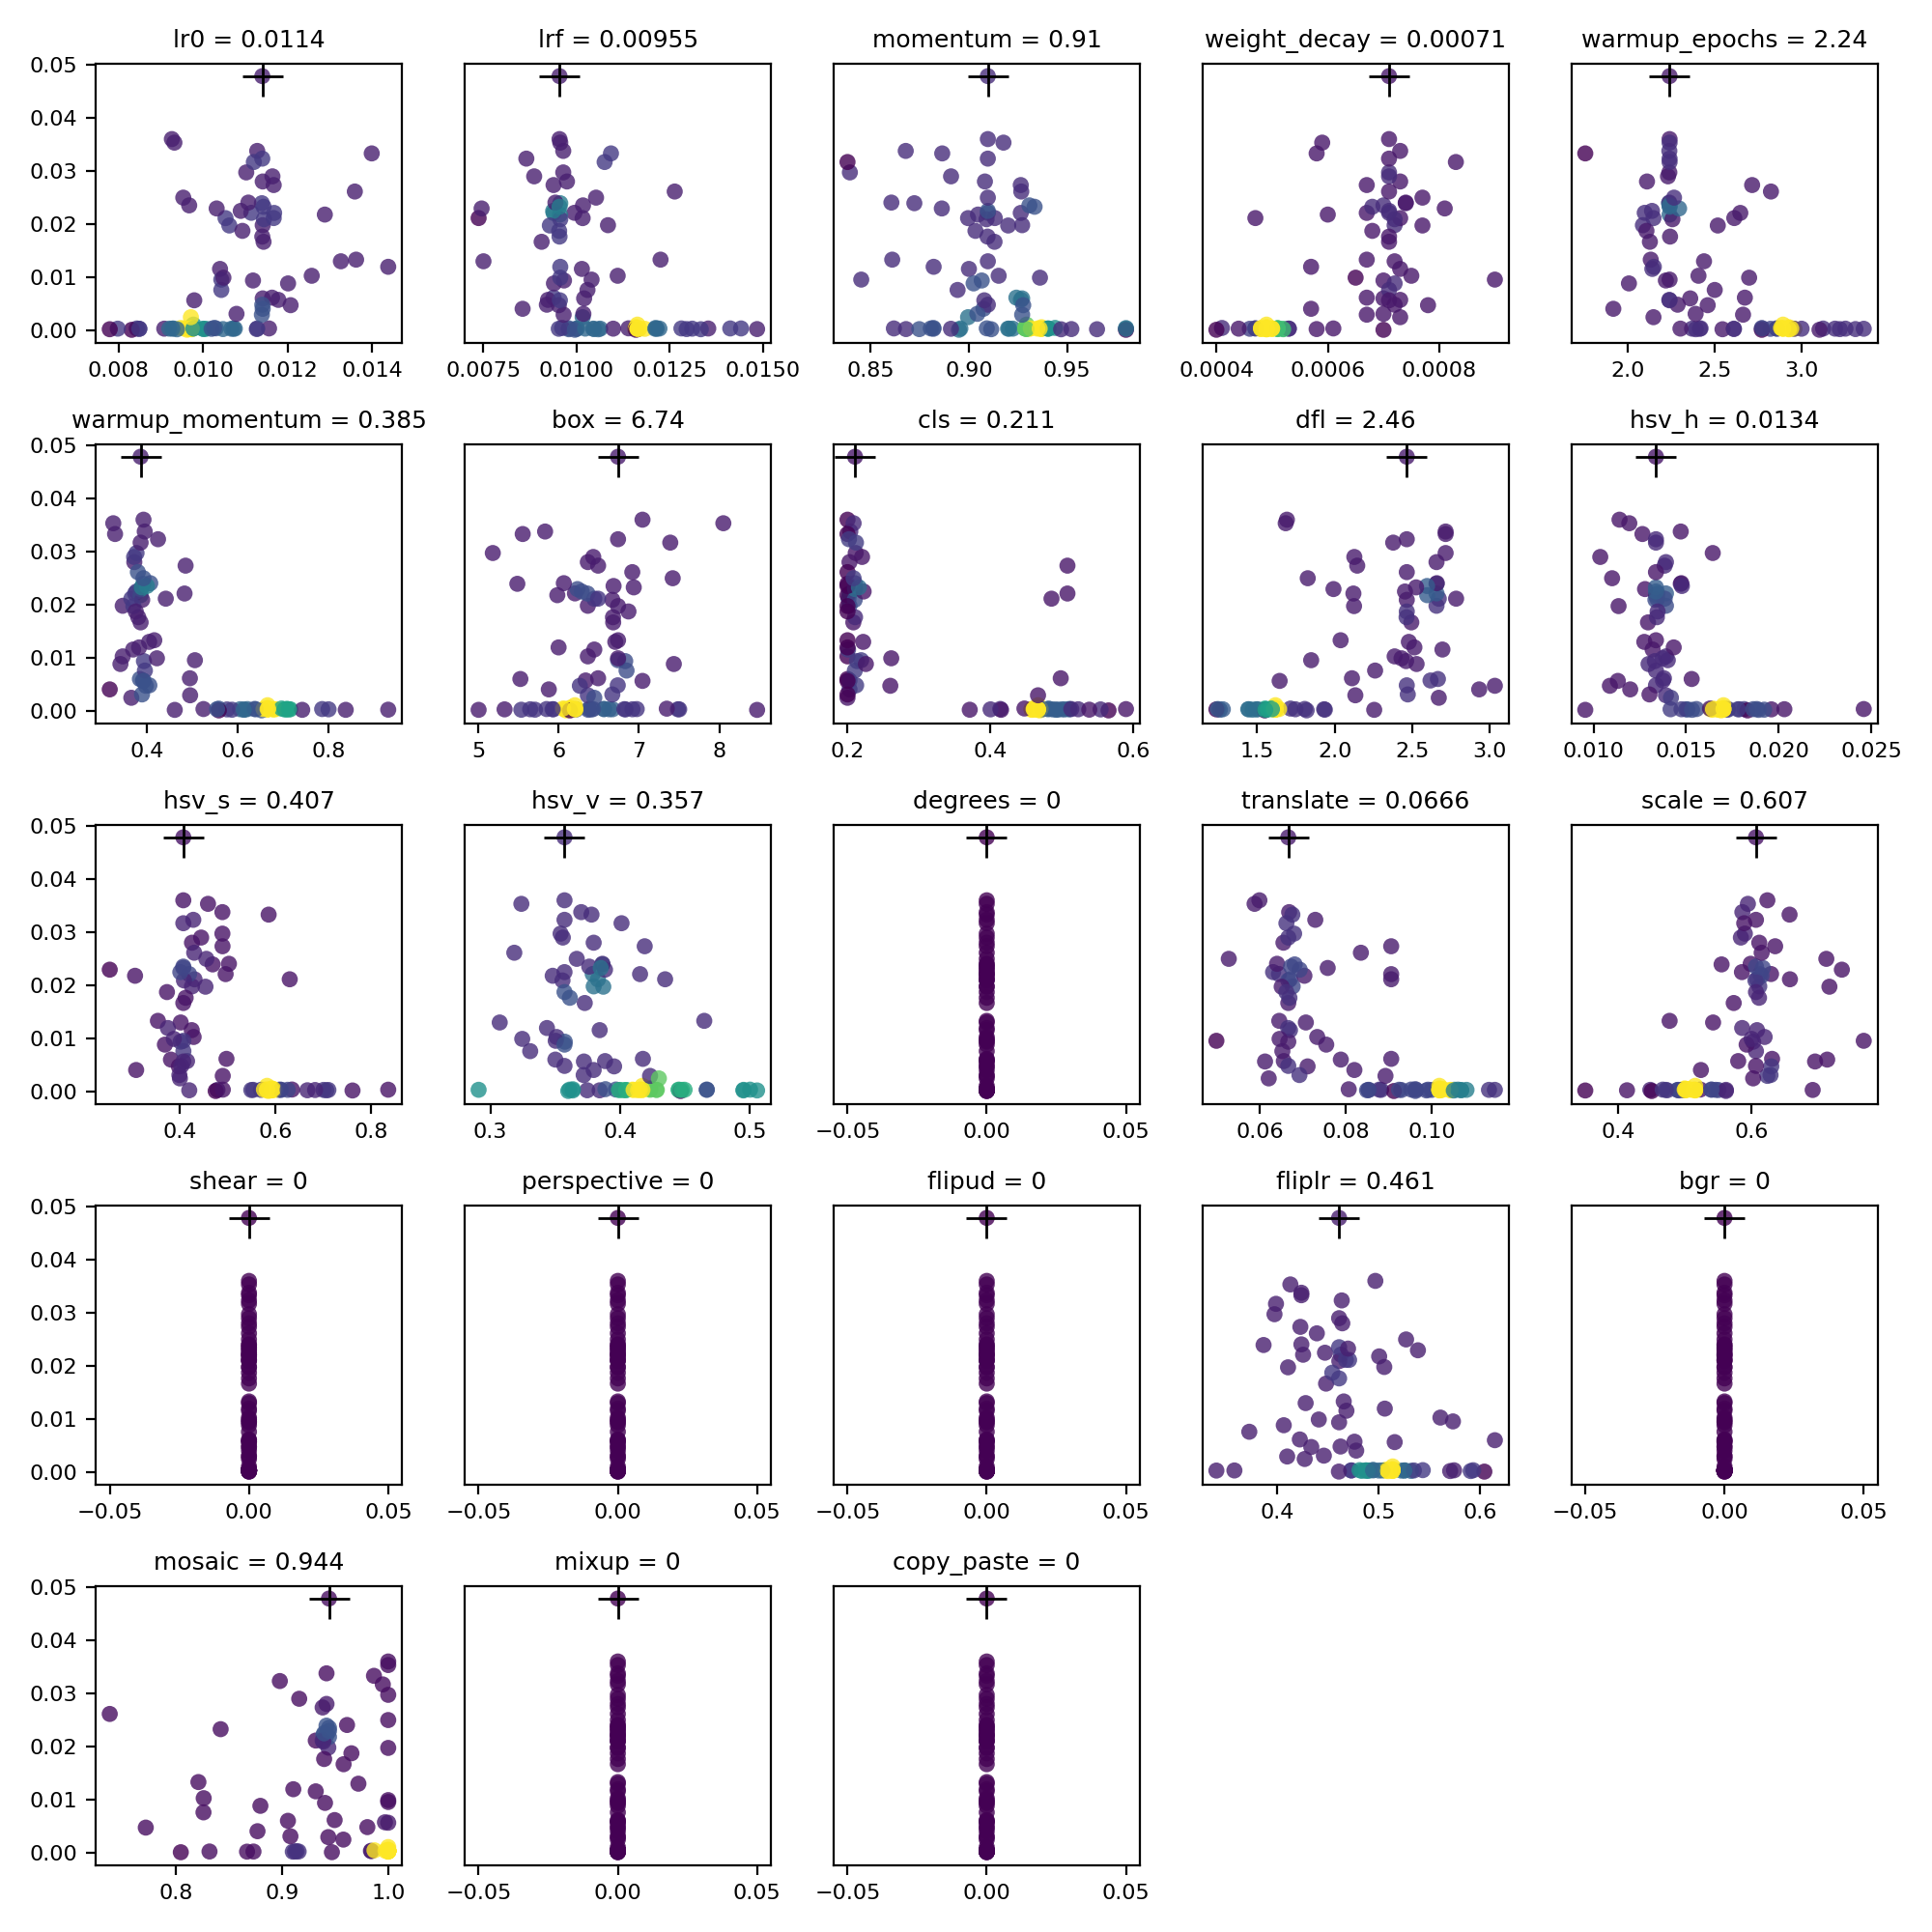 lr0 = 0.0114
lrf = 0.00955
momentum = 0.91
weight_decay = 0.00071
warmup_epochs = 2.24
0.05
0.04
0.03
0.02
0.01
0.00
0.008 0.010 0.012 0.014
0.0075 0.0100 0.0125 0.0150
0.85 0.90 0.95
0.0004 0.0006 0.0008
2.0 2.5 3.0
warmup_momentum = 0.385
box = 6.74
cls = 0.211
dfl = 2.46
hsv_h = 0.0134
0.05
0.04
0.03
0.02
0.01
0.00
0.4 0.6 0.8
5 6 7 8
0.2 0.4 0.6
1.5 2.0 2.5 3.0
0.010 0.015 0.020 0.025
hsv_s = 0.407
hsv_v = 0.357
degrees = 0
translate = 0.0666
scale = 0.607
0.05
0.04
0.03
0.02
0.01
0.00
0.4 0.6 0.8
0.3 0.4 0.5
−0.05 0.00 0.05
0.06 0.08 0.10
0.4 0.6
shear = 0
perspective = 0
flipud = 0
fliplr = 0.461
bgr = 0
0.05
0.04
0.03
0.02
0.01
0.00
−0.05 0.00 0.05
−0.05 0.00 0.05
−0.05 0.00 0.05
0.4 0.5 0.6
−0.05 0.00 0.05
mosaic = 0.944
mixup = 0
copy_paste = 0
0.05
0.04
0.03
0.02
0.01
0.00
0.8 0.9 1.0
−0.05 0.00 0.05
−0.05 0.00 0.05